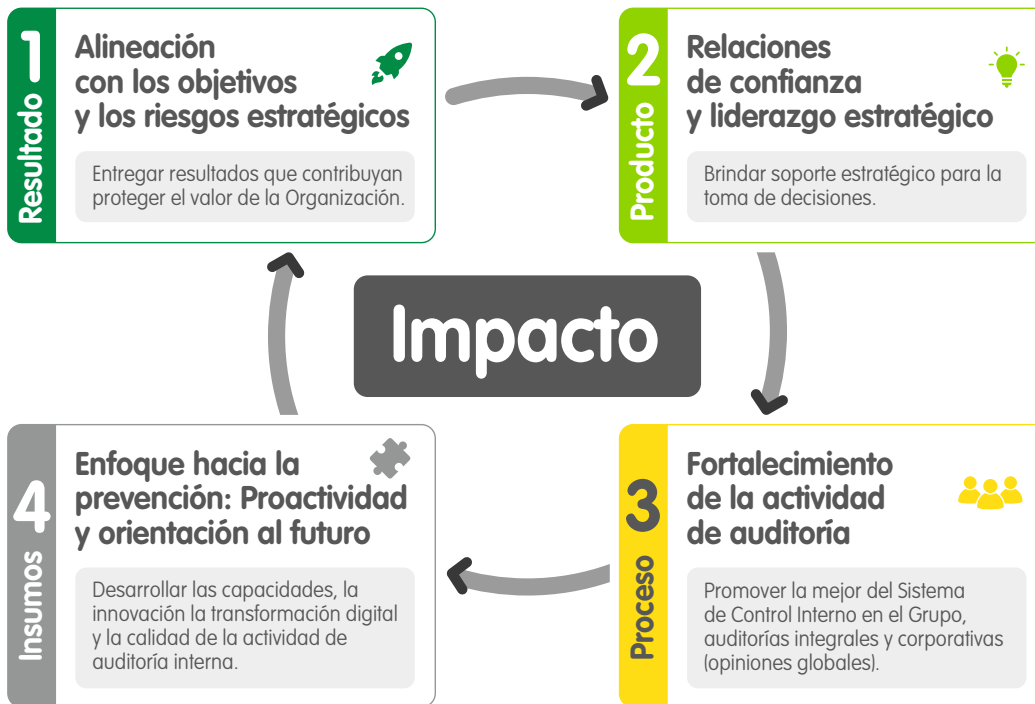 Resultado 1
Alineación
con los objetivos
y los riesgos estratégicos
Entregar resultados que contribuyan
proteger el valor de la Organización.
Producto 2
Relaciones
de confianza
y liderazgo estratégico
Brindar soporte estratégico para la
toma de decisiones.
Impacto
Insumos 4
Enfoque hacia la
prevención: Proactividad
y orientación al futuro
Desarrollar las capacidades, la
innovación la transformación digital
y la calidad de la actividad de
auditoría interna.
Proceso 3
Fortalecimiento
de la actividad
de auditoría
Promover la mejor del Sistema
de Control Interno en el Grupo,
auditorías integrales y corporativas
(opiniones globales).